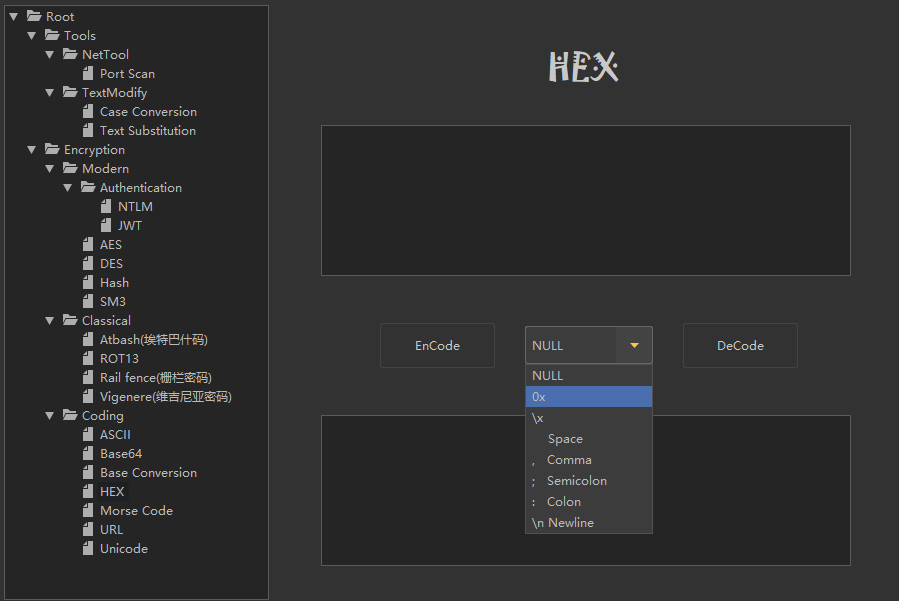 Root
Tools
NetTool
Port Scan
TextModify
Case Conversion
Text Substitution
Encryption
Modern
Authentication
NTLM
JWT
AES
DES
Hash
SM3
Classical
Atbash(埃特巴什码)
ROT13
Rail fence(栅栏密码)
Vigenere(维吉尼亚密码)
Coding
ASCII
Base64
Base Conversion
HEX
Morse Code
URL
Unicode
HEX
EnCode
NULL
DeCode
NULL
0x
\x
Space
, Comma
; Semicolon
: Colon
\n Newline